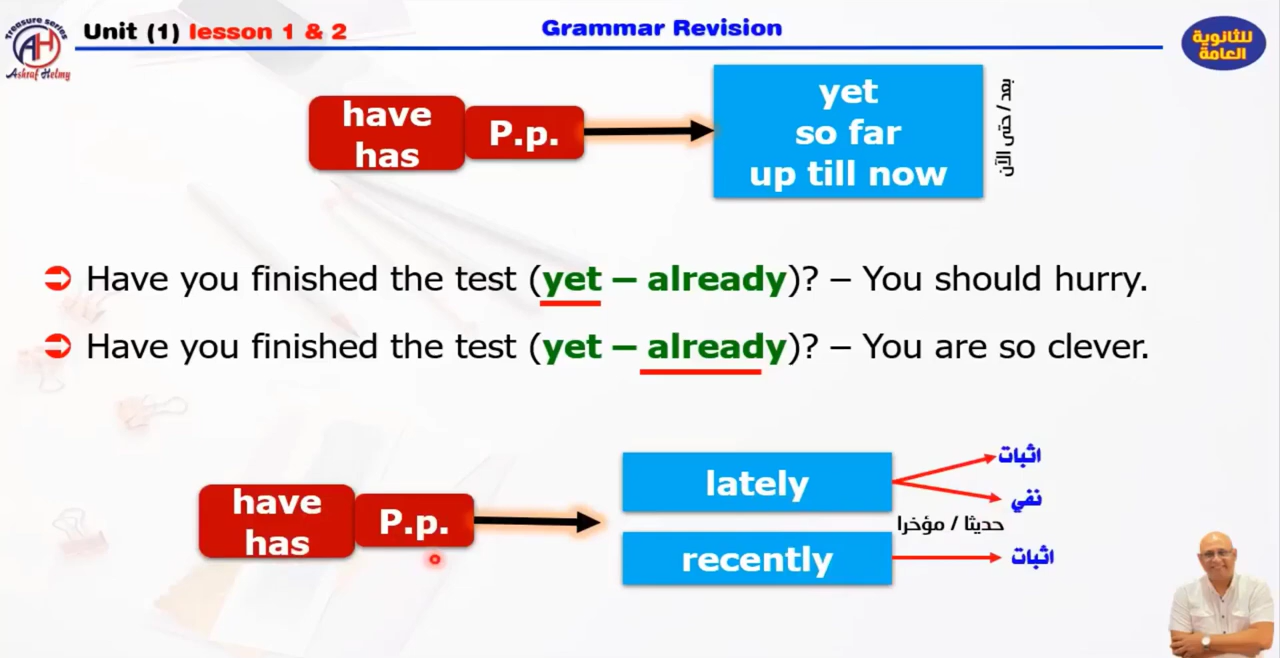 Treasure series
AH
Ashraf Helmy
Unit (1) lesson 1 & 2
Grammar Revision
للثانوية
العامة
have
has
P.p.
yet
so far
up till now
بعد / حتى الآن
Have you finished the test (yet – already)? – You should hurry.
Have you finished the test (yet – already)? – You are so clever.
have
has
P.p.
lately
اثبات
نفي
حديثا / مؤخرا
recently
اثبات